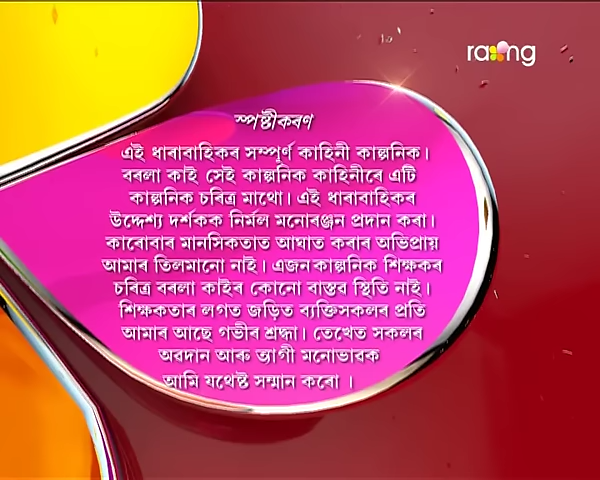 rang
স্পষ্টীকৰণ
এই ধাৰাবাহিকৰ সম্পূৰ্ণ কাহিনী কাল্পনিক।
বৰলা কাই সেই কাল্পনিক কাহিনীৰে এটি
কাল্পনিক চৰিত্ৰ মাথো। এই ধাৰাবাহিকৰ
উদ্দেশ্য দৰ্শকক নিৰ্মল মনোৰঞ্জন প্ৰদান কৰা।
কাৰোবাৰ মানসিকতাত আঘাত কৰাৰ অভিপ্ৰায়
আমাৰ তিলমানো নাই। এজন কাল্পনিক শিক্ষকৰ
চৰিত্ৰ বৰলা কাইৰ কোনো বাস্তৱ স্থিতি নাই।
শিক্ষকতাৰ লগত জড়িত ব্যক্তিসকলৰ প্ৰতি
আমাৰ আছে গভীৰ শ্ৰদ্ধা। তেখেত সকলৰ
অৱদান আৰু ত্যাগী মনোভাৱক
আমি যথেষ্ট সন্মান কৰো ।